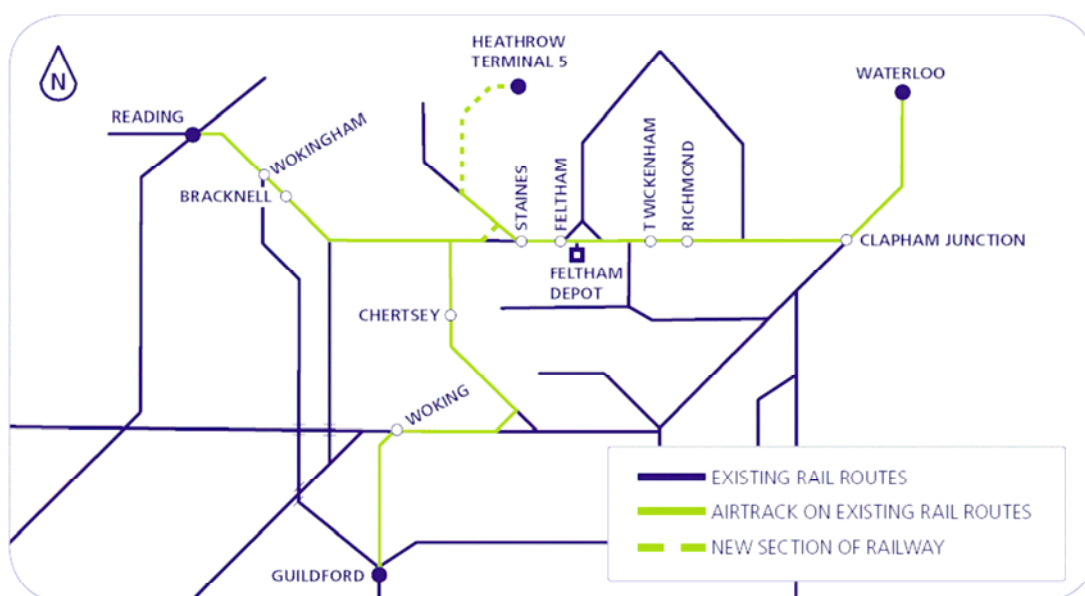 N
HEATHROW
TERMINAL 5
WATERLOO
READING
WOKINGHAM
BRACKNELL
STAINES
FELTHAM
TWICKENHAM
RICHMOND
CLAPHAM JUNCTION
FELTHAM
DEPOT
CHERTSEY
WOKING
GUILDFORD
EXISTING RAIL ROUTES
AIRTRACK ON EXISTING RAIL ROUTES
NEW SECTION OF RAILWAY